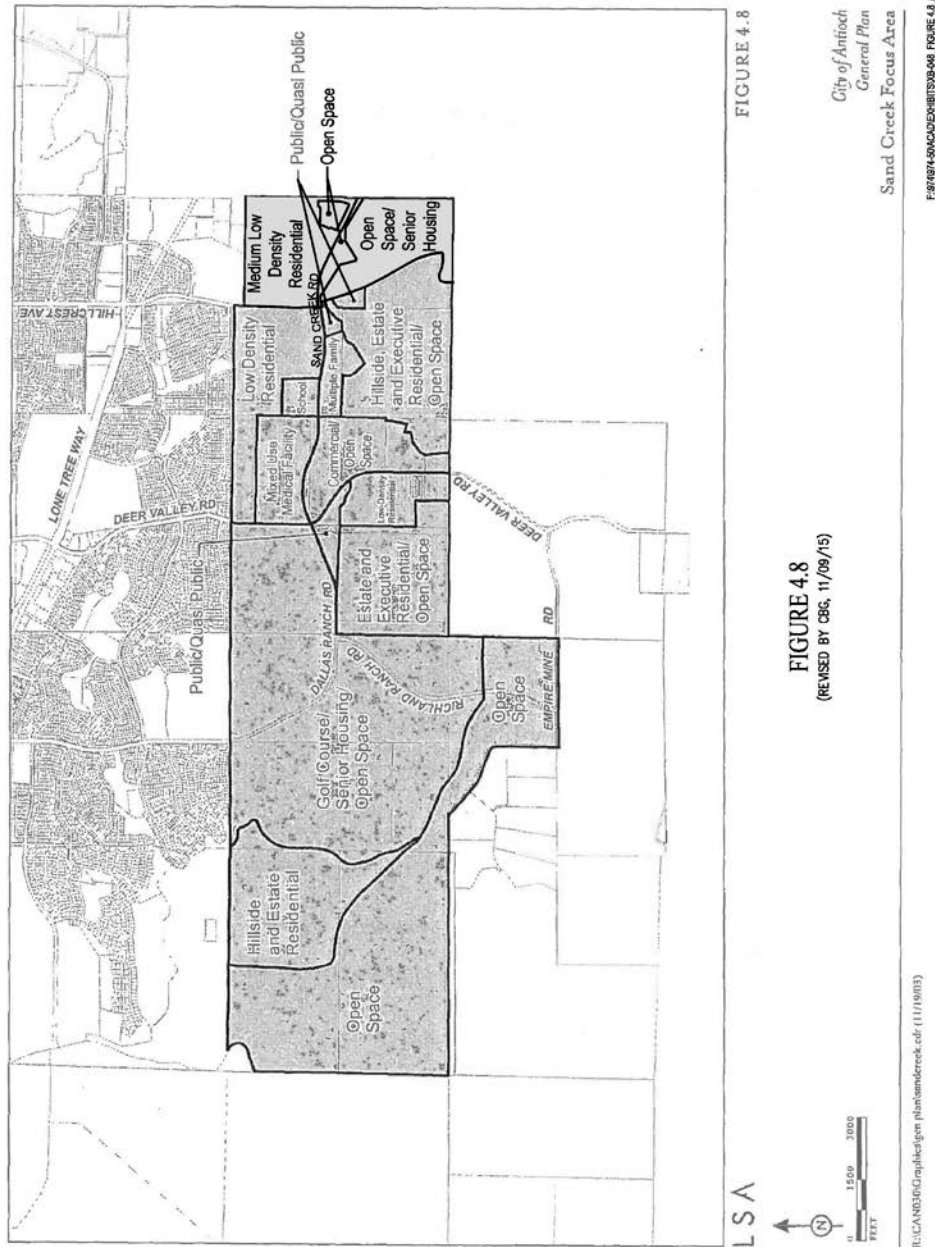 HILLCREST AVE
LONE TREE WAY
DEER VALLEY RD
Public/Quasi Public
Public/Quasi Public
Open Space
Medium Low
Density
Residential
Low Density
Residential
SAND CREEK RD
Open
Space/
Senior
Housing
School
Multiple Family
Mixed Use
Medical Facility
Commercial/
Open
Space
Hillside, Estate
and Executive
Residential/
Open Space
Low Density
Residential
Estate and
Executive
Residential/
Open Space
DALLAS RANCH RD
RICHLAND RANCH RD
Golf Course/
Senior Housing
Open Space
Hillside
and Estate
Residential
Open
Space
Open
Space
DEER VALLEY RD
EMPIRE MINE RD
LSA
FIGURE 4.8
N
0 1500 3000
FEET
City of Antioch
General Plan
Sand Creek Focus Area
FIGURE 4.8
(REVISED BY CBG, 11/09/15)